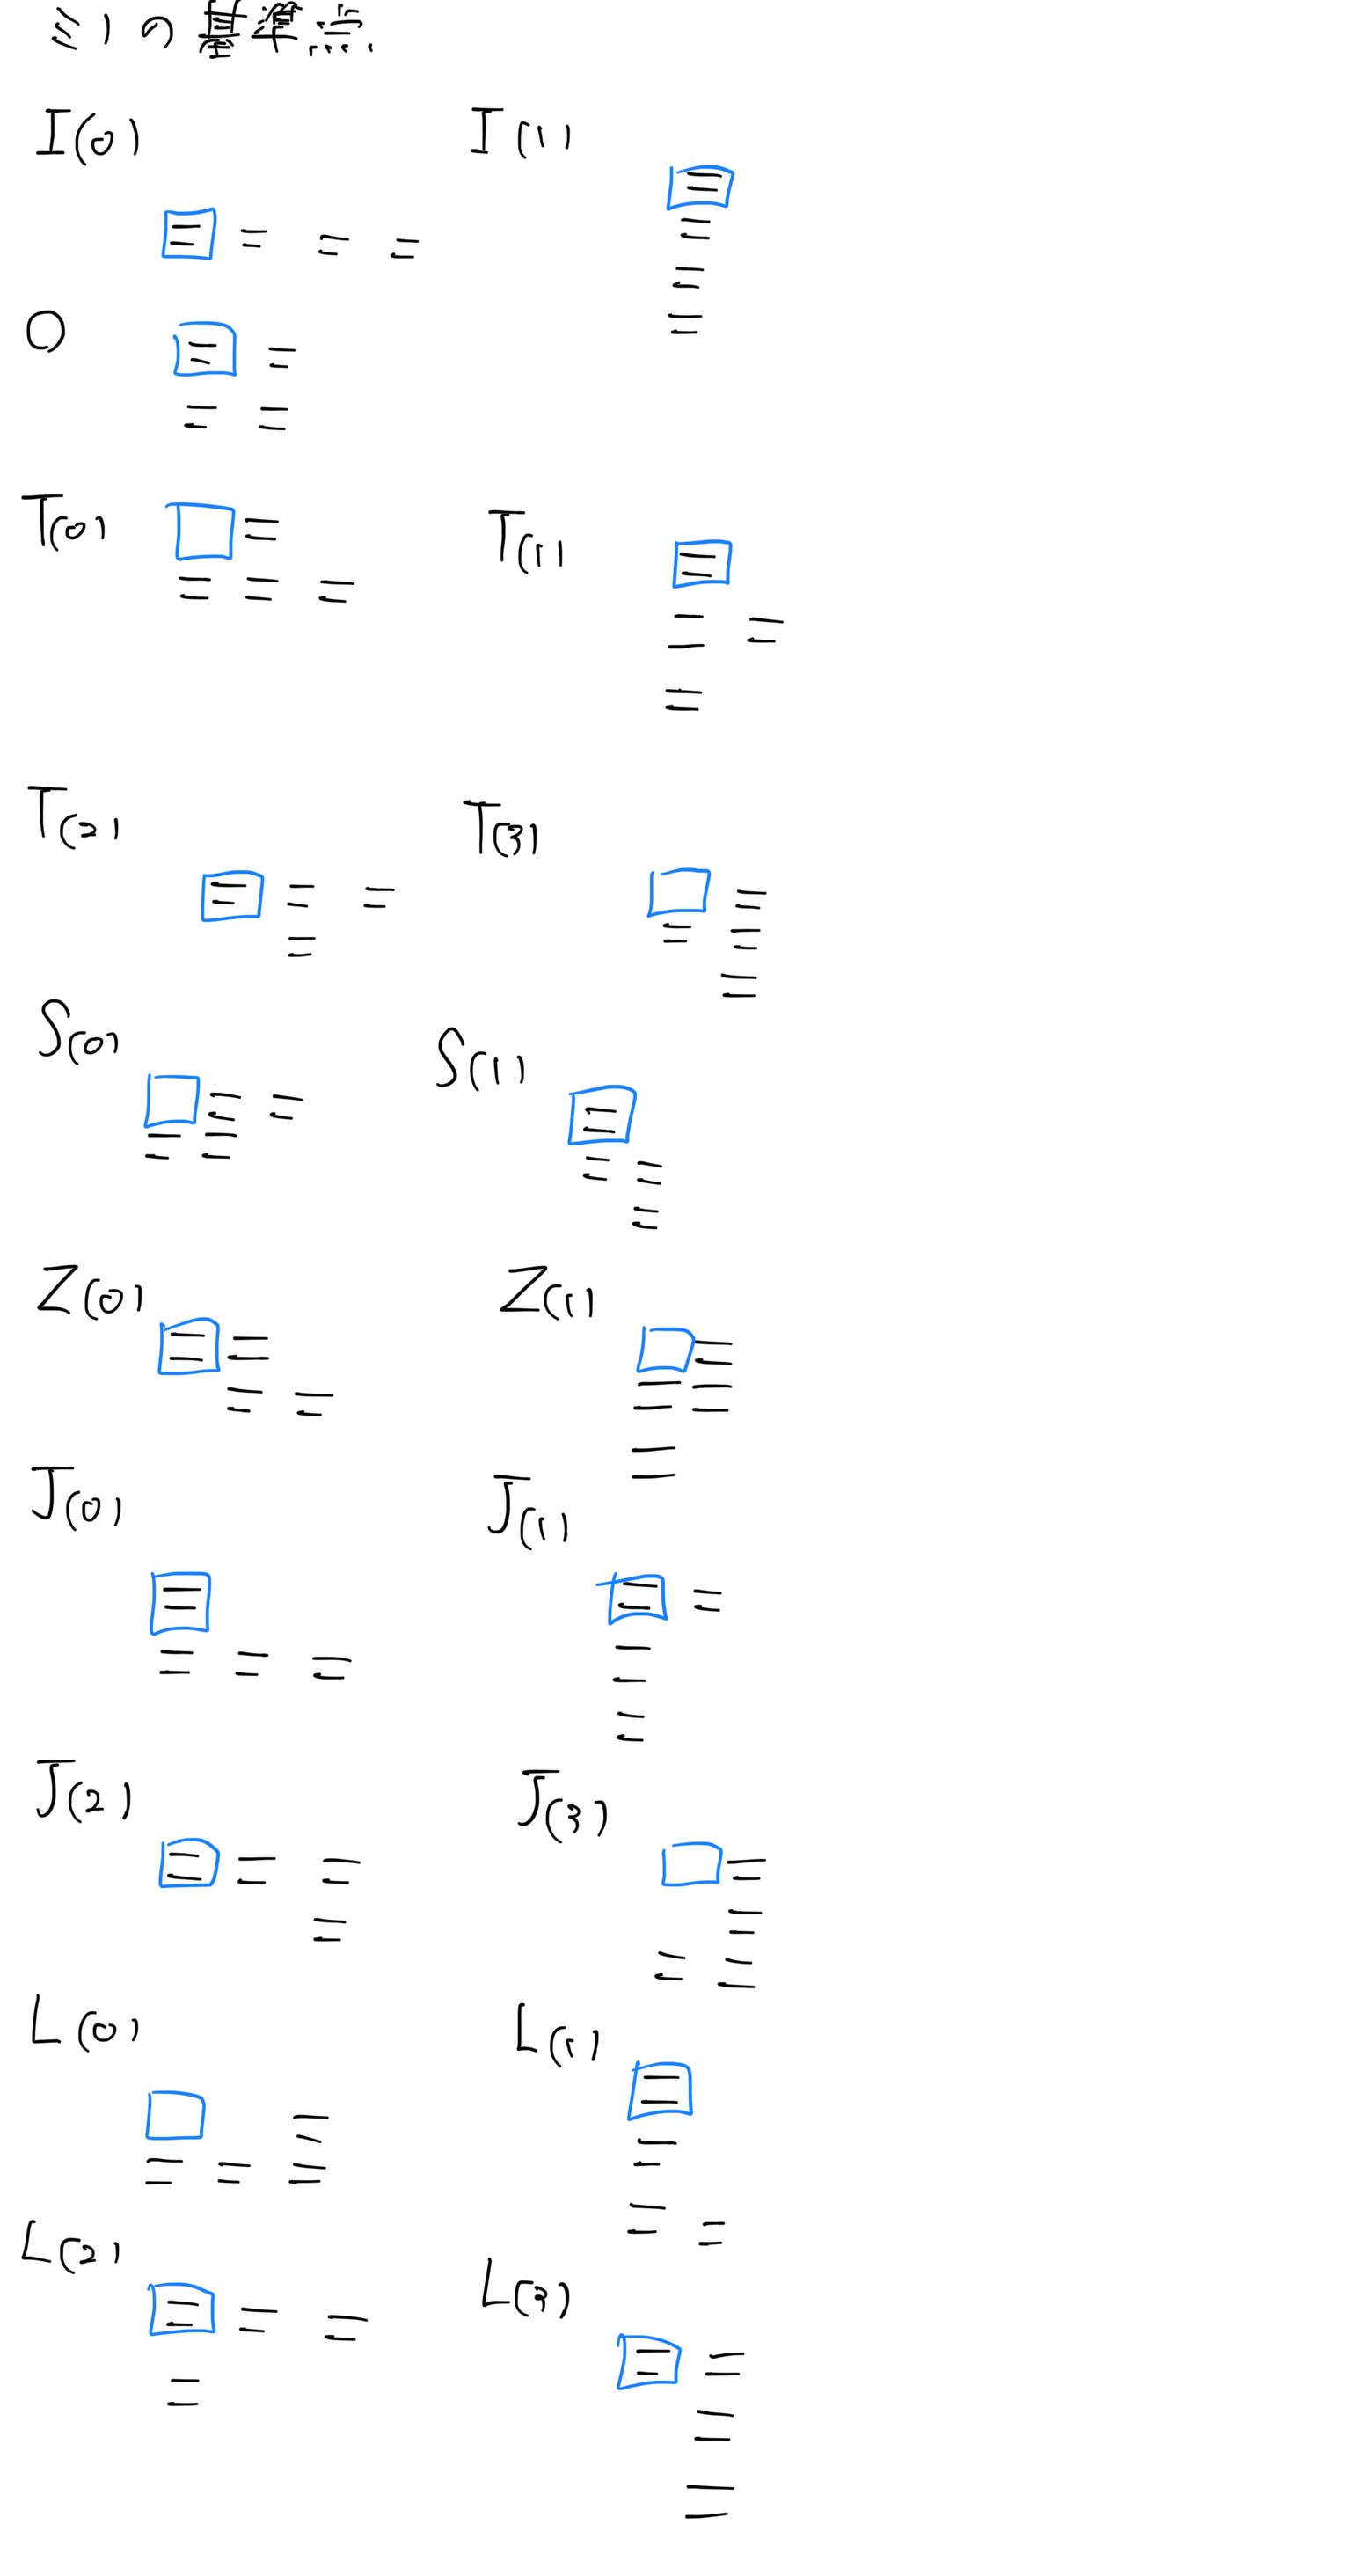 ミノの基準点
I(0) I(1)
= = = =
=
=
=
=
O
= =
= =
T(0) T(1)
=
= = =
=
= =
=
T(2) T(3)
= = =
=
=
= =
=
S(0) S(1)
= =
= =
=
= =
=
Z(0) Z(1)
= =
= =
=
= =
=
J(0) J(1)
=
= = =
= =
=
=
J(2) J(3)
= = =
=
=
=
= =
L(0) L(1)
=
= = =
=
=
= =
L(2) L(3)
= = =
=
= =
=
=